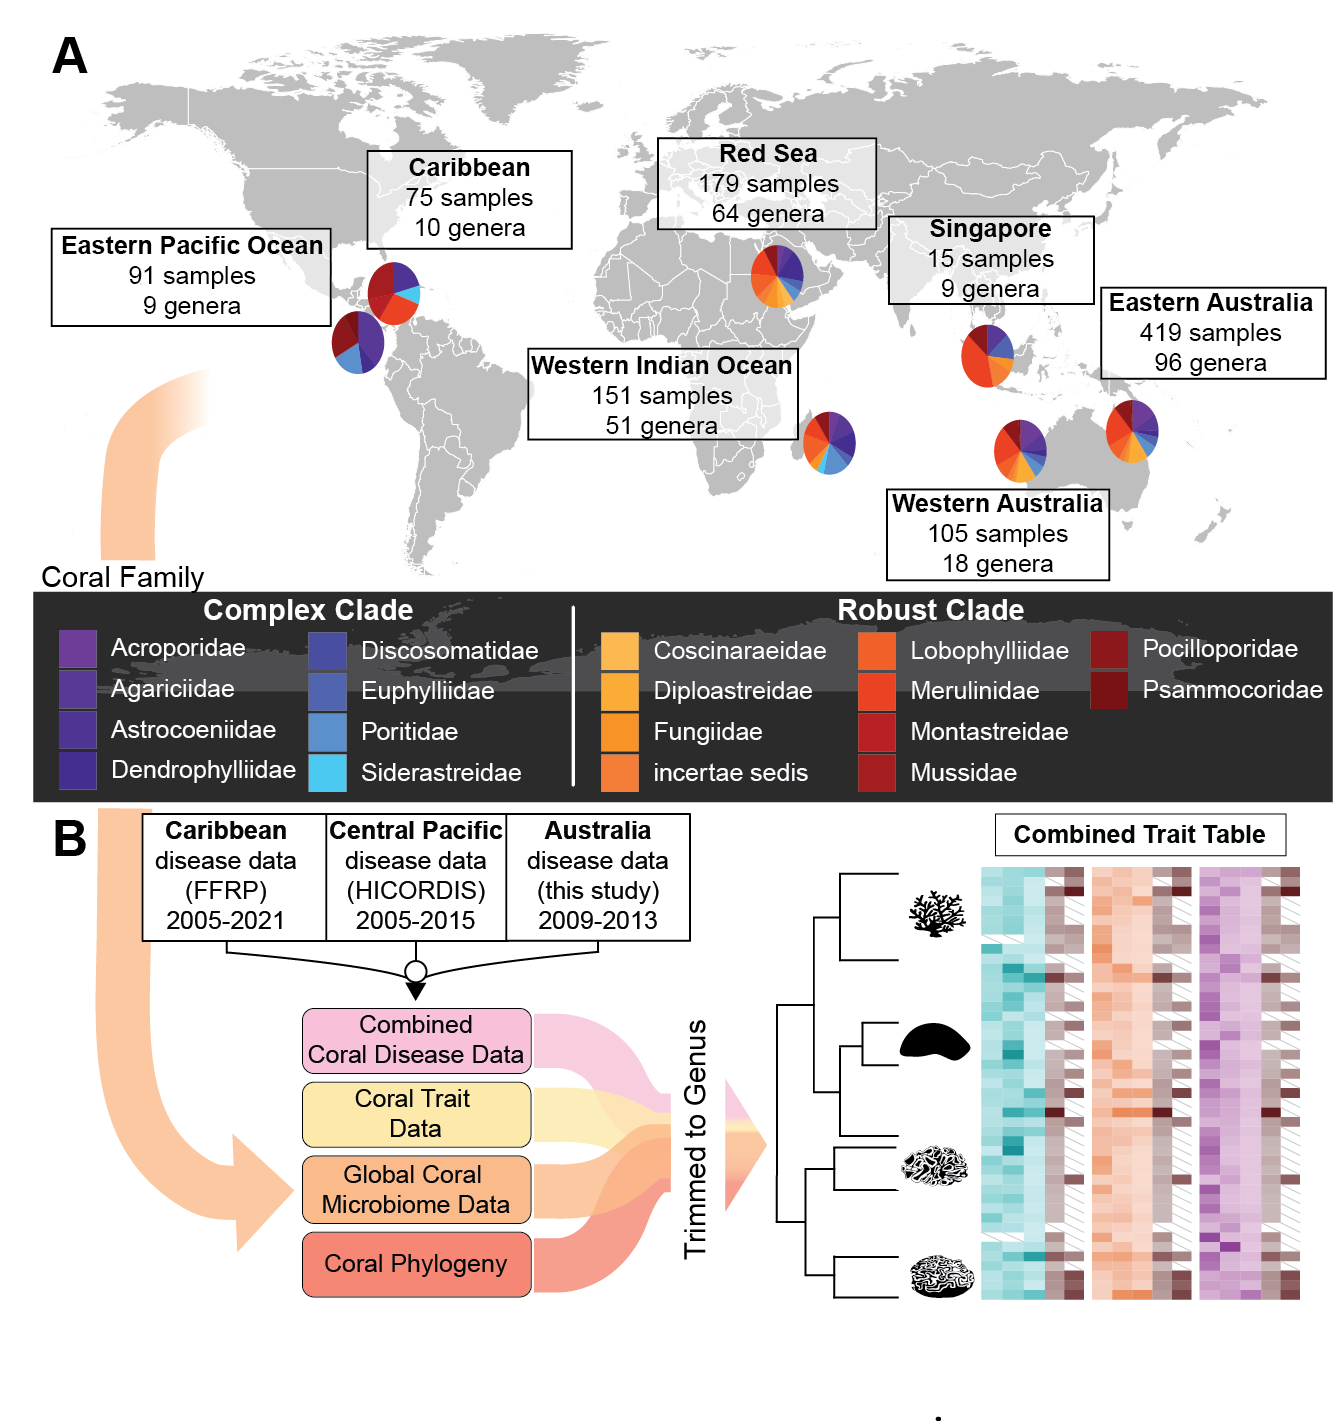 A
Caribbean
75 samples
10 genera
Red Sea
179 samples
64 genera
Eastern Pacific Ocean
91 samples
9 genera
Singapore
15 samples
9 genera
Eastern Australia
419 samples
96 genera
Western Indian Ocean
151 samples
51 genera
Western Australia
105 samples
18 genera
Coral Family
Complex Clade
Acroporidae
Agariciidae
Astrocoeniidae
Dendrophylliidae
Discosomatidae
Euphylliidae
Poritidae
Siderastreidae
Robust Clade
Coscinaraeidae
Diploastreidae
Fungiidae
incertae sedis
Lobophylliidae
Merulinidae
Montastreidae
Mussidae
Pocilloporidae
Psammocoridae
B
Caribbean
disease data
(FFRP)
2005-2021
Central Pacific
disease data
(HICORDIS)
2005-2015
Australia
disease data
(this study)
2009-2013
Combined
Coral Disease Data
Coral Trait
Data
Global Coral
Microbiome Data
Coral Phylogeny
Trimmed to Genus
Combined Trait Table